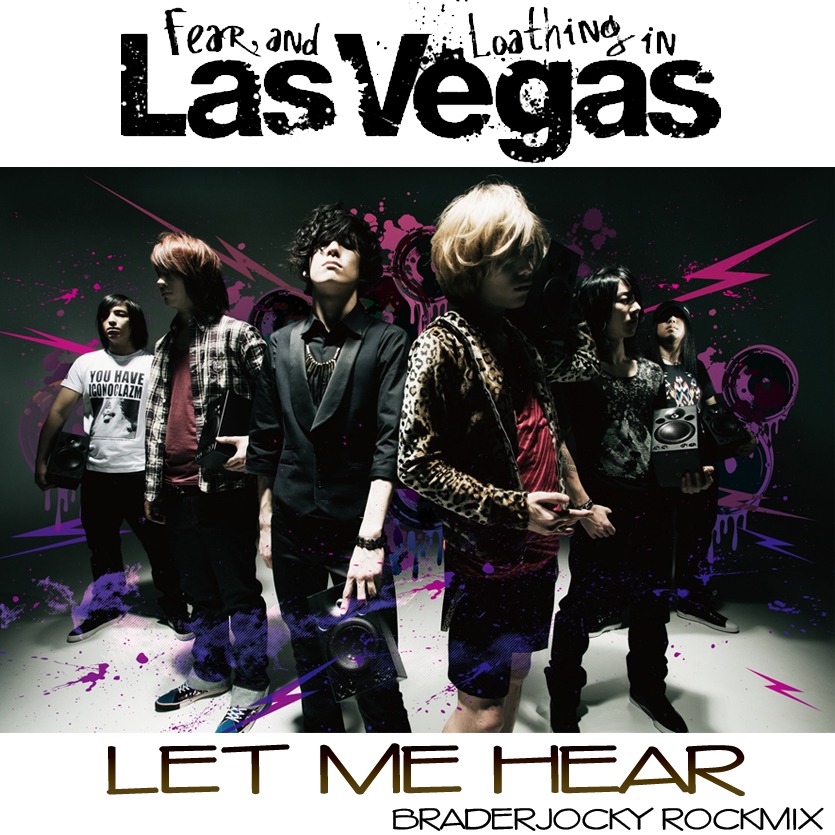 Fear, and Loathing in
Las Vegas
YOU HAVE
ICONOCLAZM
LET ME HEAR
BRADERJOCKY ROCKMIX